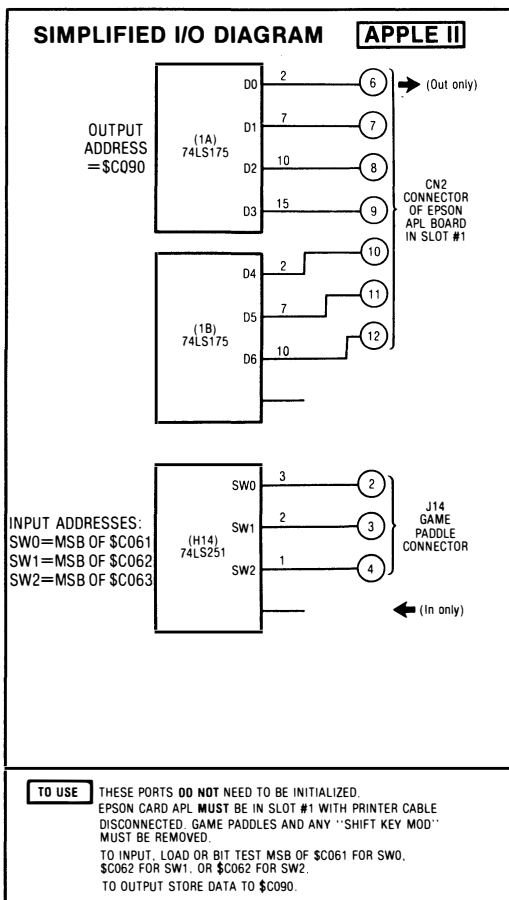 SIMPLIFIED I/O DIAGRAM APPLE II
OUTPUT
ADDRESS
=$C090
(1A)
74LS175
D0 2 6 (Out only)
D1 7 7
D2 10 8
D3 15 9
CN2
CONNECTOR
OF EPSON
APL BOARD
IN SLOT #1
(1B)
74LS175
D4 2 10
D5 7 11
D6 10 12
INPUT ADDRESSES:
SW0=MSB OF $C061
SW1=MSB OF $C062
SW2=MSB OF $C063
(H14)
74LS251
SW0 3 2
SW1 2 3
SW2 1 4
J14
GAME
PADDLE
CONNECTOR
(In only)
TO USE THESE PORTS DO NOT NEED TO BE INITIALIZED.
EPSON CARD APL MUST BE IN SLOT #1 WITH PRINTER CABLE
DISCONNECTED. GAME PADDLES AND ANY "SHIFT KEY MOD"
MUST BE REMOVED.
TO INPUT, LOAD OR BIT TEST MSB OF $C061 FOR SW0,
$C062 FOR SW1, OR $C062 FOR SW2.
TO OUTPUT STORE DATA TO $C090.